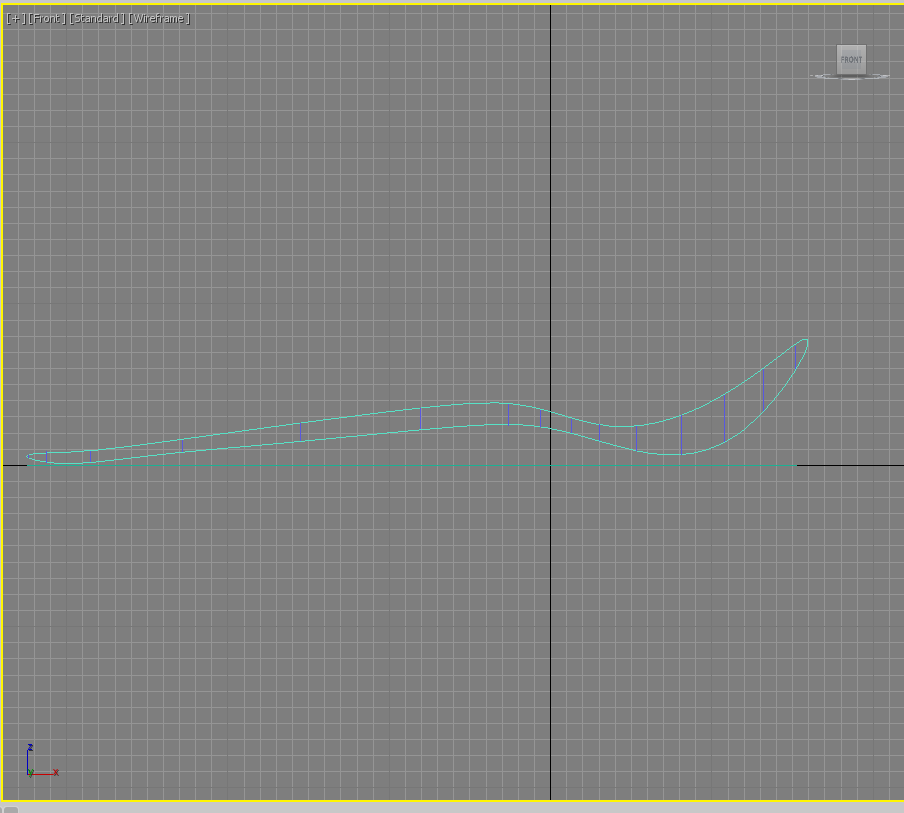 [+] [Front] [Standard] [Wireframe]
FRONT
z
y x